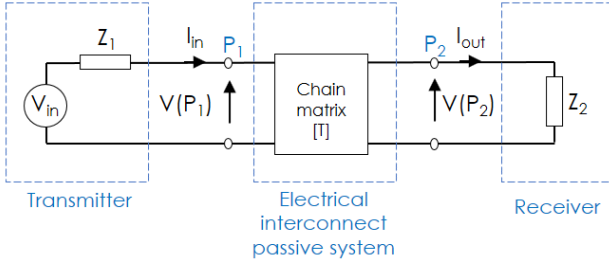 Z1
Iin
P1
P2
Iout
Vin
V(P1)
Chain
matrix
[T]
V(P2)
Z2
Transmitter
Electrical
interconnect
passive system
Receiver